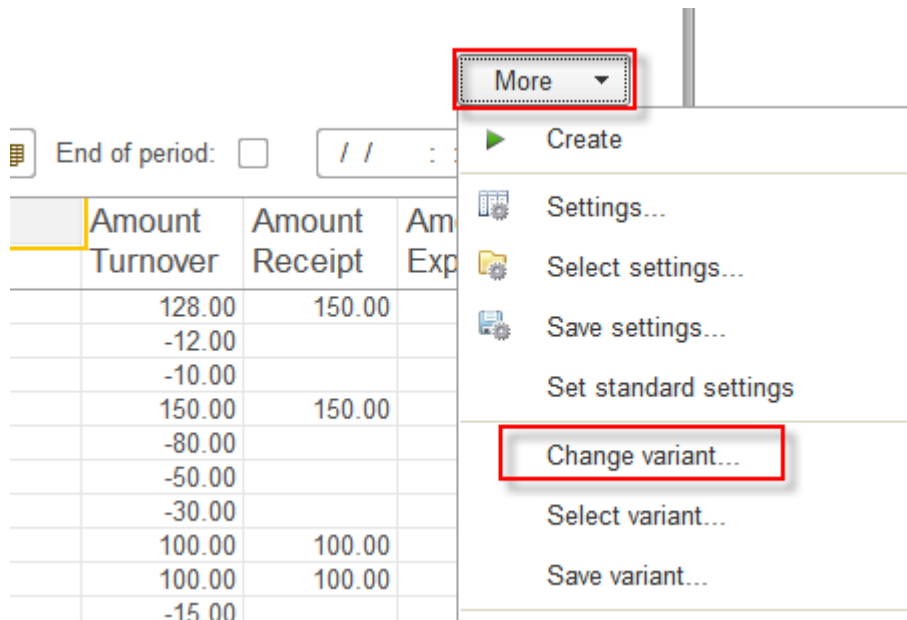 More
Create
End of period: / / : :
Amount Amount Am
Turnover Receipt Exp
Settings...
Select settings...
Save settings...
Set standard settings
Change variant...
Select variant...
Save variant...
128.00 150.00
-12.00
-10.00
150.00 150.00
-80.00
-50.00
-30.00
100.00 100.00
100.00 100.00
-15.00